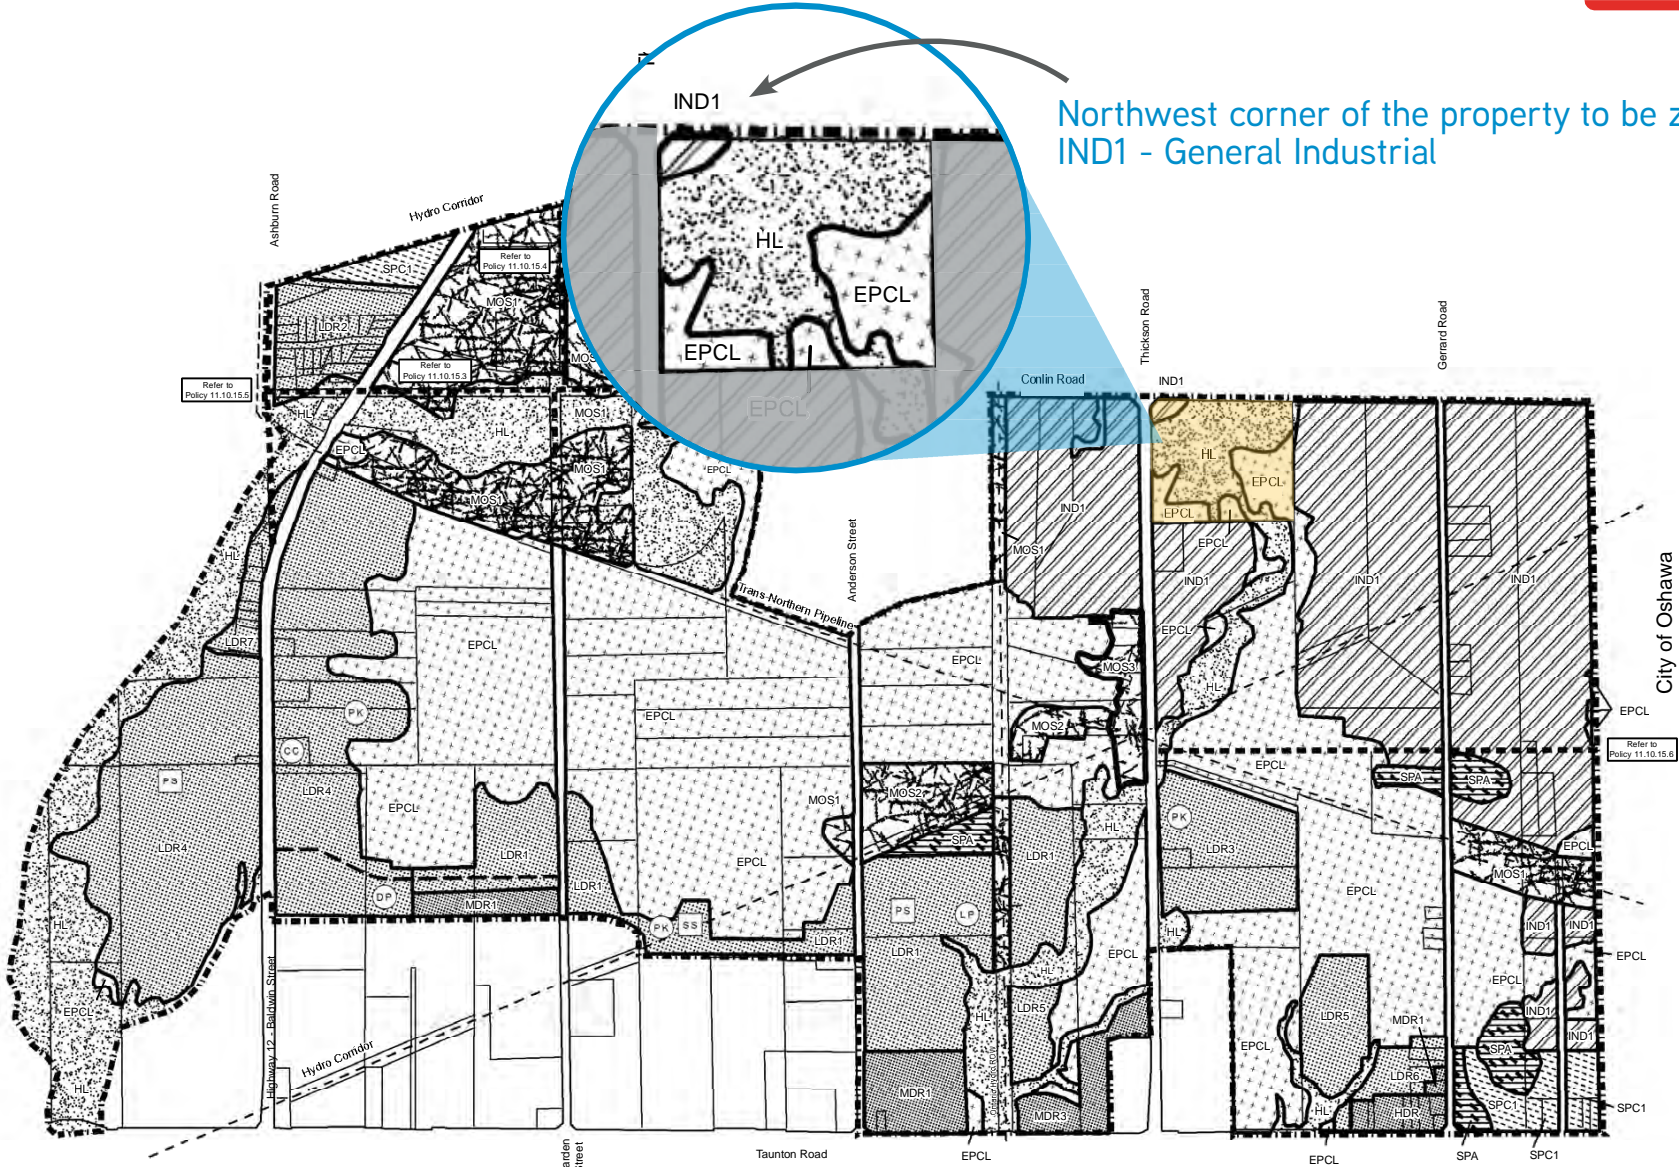 IND1
Northwest corner of the property to be
IND1 - General Industrial
HL
EPCL
EPCL
EPCL
Ashburn Road
Hydro Corridor
SPC1
Refer to
Policy 11.10.15.4
MOS1
LDR2
Refer to
Policy 11.10.15.3
Refer to
Policy 11.10.15.5
MOS
Thickson Road
Gerrard Road
Conlin Road
IND1
HL
HL
MOS1
EPCL
MOS1
MOS1
EPCL
HL
EPCL
EPCL
IND1
MOS1
EPCL
IND1
IND1
IND1
City of Oshawa
Anderson Street
Trans-Northern Pipeline
HL
LDR7
EPCL
EPCL
EPCL
MOS3
HL
EPCL
PK
EPCL
MOS2
EPCL
Refer to
Policy 11.10.15.6
CC
PS
LDR4
EPCL
MOS1
MOS2
EPCL
SPA
SPA
HL
PK
LDR4
LDR1
EPCL
SPA
LDR1
LDR3
EPCL
MOS1
LDR1
EPCL
DP
MDR1
PK
SS
LDR1
PS
LP
HL
IND1
IND1
HL
LDR1
HL
EPCL
EPCL
EPCL
Highway 12 - Baldwin Street
EPCL
HL
LDR5
LDR5
MDR1
IND1
IND1
Hydro Corridor
EPCL
SPA
HL
MDR1
MDR3
LDR6
HL
HDR
SPC1
SPC1
arden
treet
Taunton Road
EPCL
EPCL
SPA
SPC1